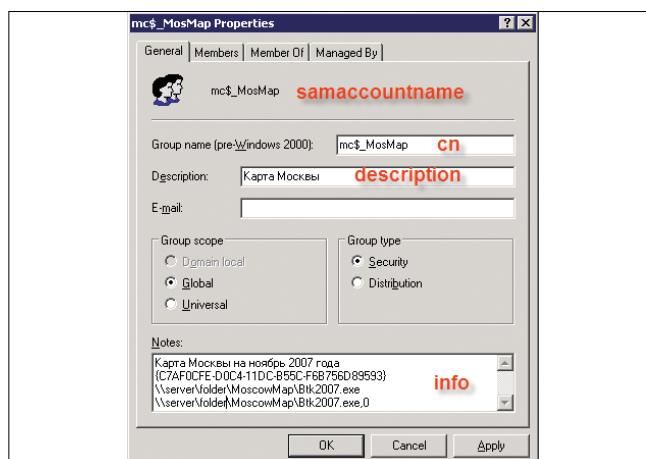 mc$_MosMap Properties
General Members Member Of Managed By
mc$_MosMap samaccountname
Group name (pre-Windows 2000): mc$_MosMap cn
Description: Карта Москвы description
E-mail:
Group scope
Domain local
Global
Universal
Group type
Security
Distribution
Notes:
Карта Москвы на ноябрь 2007 года
{C7AF0CFE-D0C4-11DC-B55C-F6B756D89593}
\\server\folder\MoscowMap\Btk2007.exe
\\server\folder\MoscowMap\Btk2007.exe,0
info
OK Cancel Apply